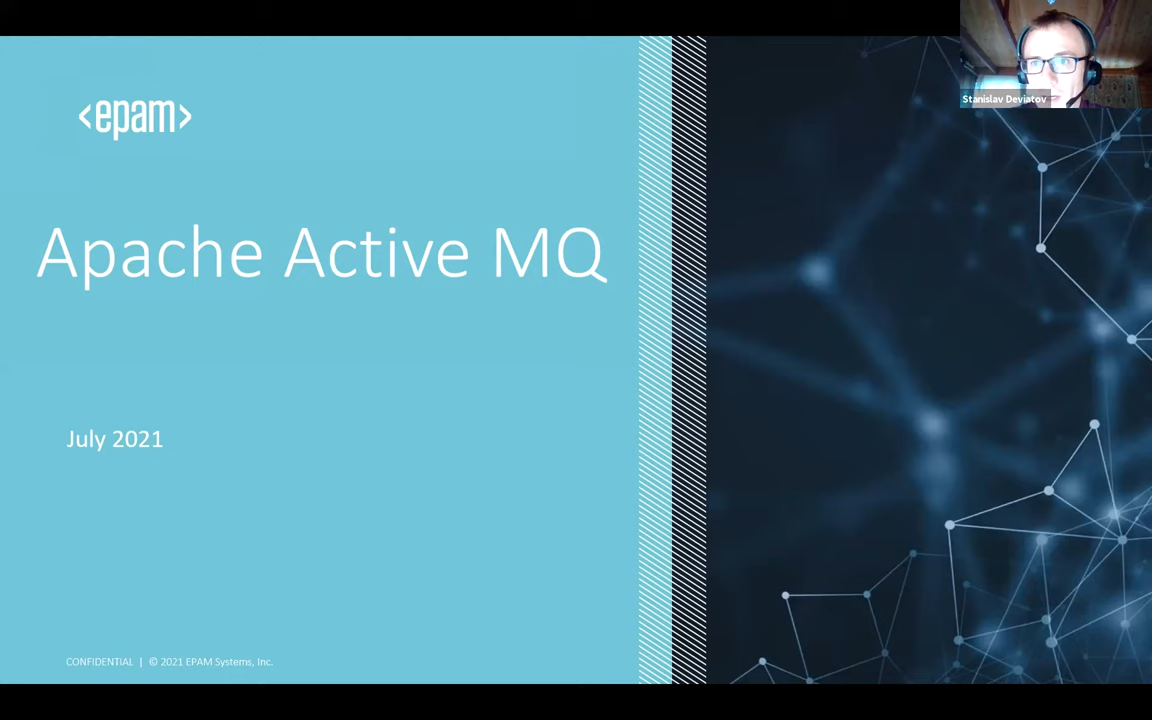 <epam>
Stanislav Deviatov
Apache Active MQ
July 2021
CONFIDENTIAL | © 2021 EPAM Systems, Inc.